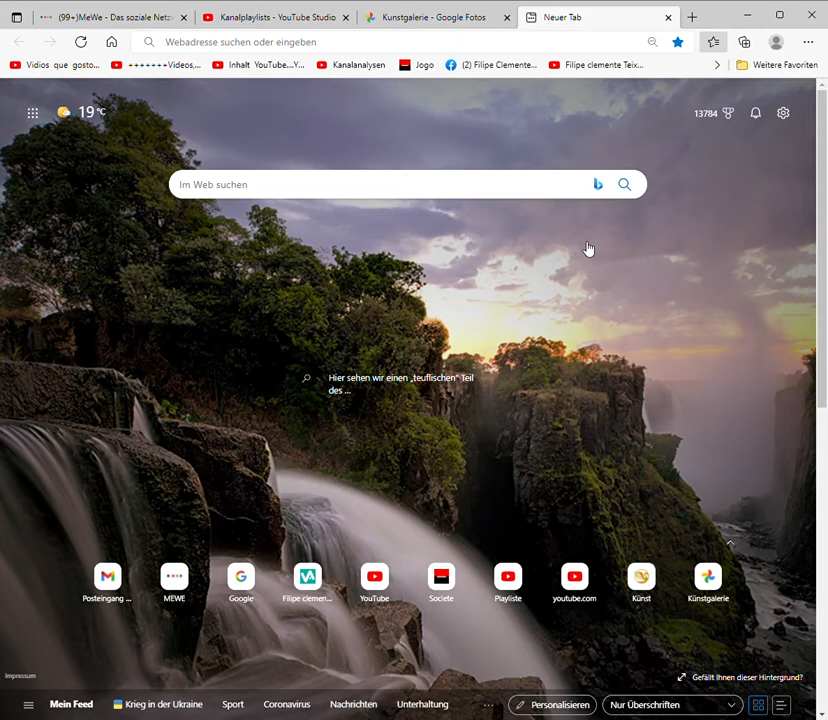 (99+)MeWe - Das soziale Netzw
Kanalplaylists - YouTube Studio
Kunstgalerie - Google Fotos
Neuer Tab
Webadresse suchen oder eingeben
Vidios que gosto...
+++++++Videos,...
Inhalt YouTube...Y...
Kanalanalysen
Jogo
(2) Filipe Clemente...
Filipe clemente Teix...
Weitere Favoriten
19 °C
13784
Im Web suchen
Hier sehen wir einen „teuflischen“ Teil
des ...
Posteingang ...
MEWE
Google
Filipe clemen...
YouTube
Societe
Playliste
youtube.com
Künst
Künstgalerie
Impressum
Gefällt Ihnen dieser Hintergrund?
Mein Feed
Krieg in der Ukraine
Sport
Coronavirus
Nachrichten
Unterhaltung
...
Personalisieren
Nur Überschriften